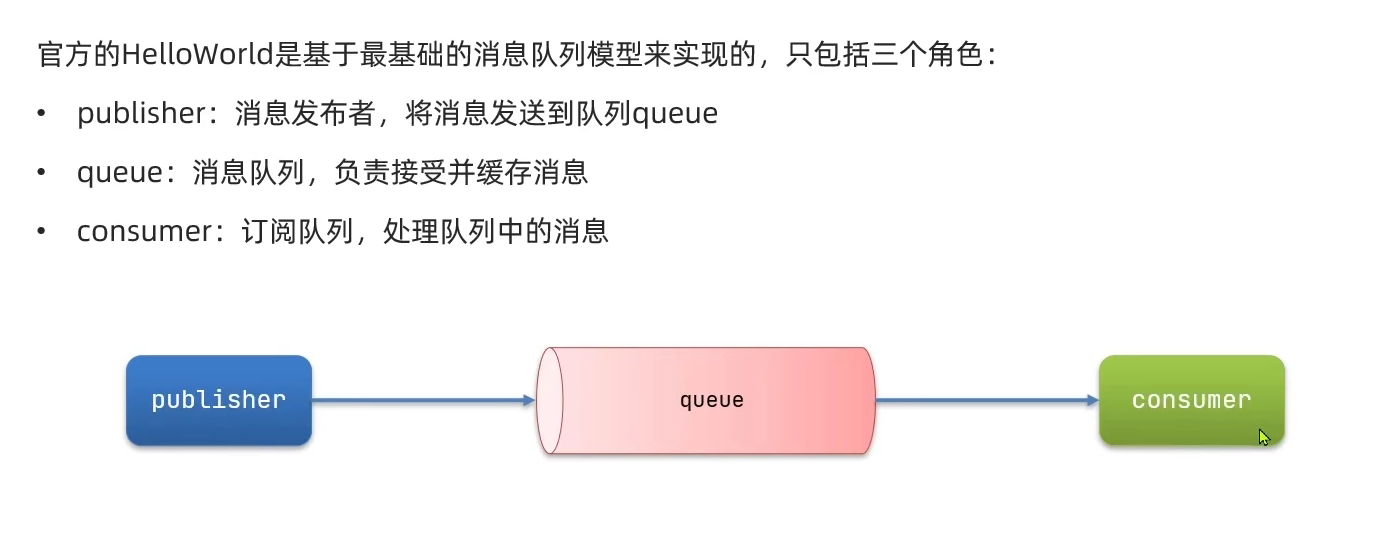 官方的HelloWorld是基于最基础的消息队列模型来实现的，只包括三个角色：
• publisher：消息发布者，将消息发送到队列queue
• queue：消息队列，负责接受并缓存消息
• consumer：订阅队列，处理队列中的消息
publisher
queue
consumer